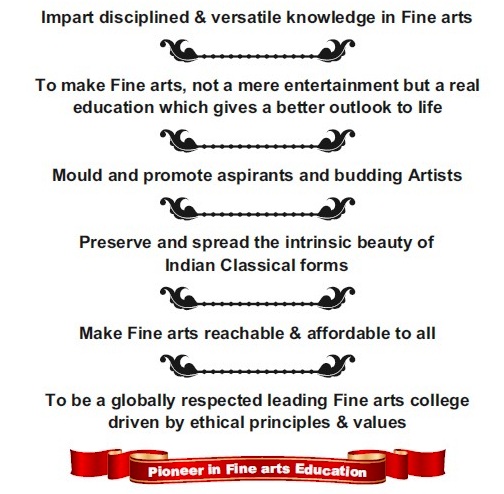 Impart disciplined & versatile knowledge in Fine arts
To make Fine arts, not a mere entertainment but a real
education which gives a better outlook to life
Mould and promote aspirants and budding Artists
Preserve and spread the intrinsic beauty of
Indian Classical forms
Make Fine arts reachable & affordable to all
To be a globally respected leading Fine arts college
driven by ethical principles & values
Pioneer in Fine arts Education